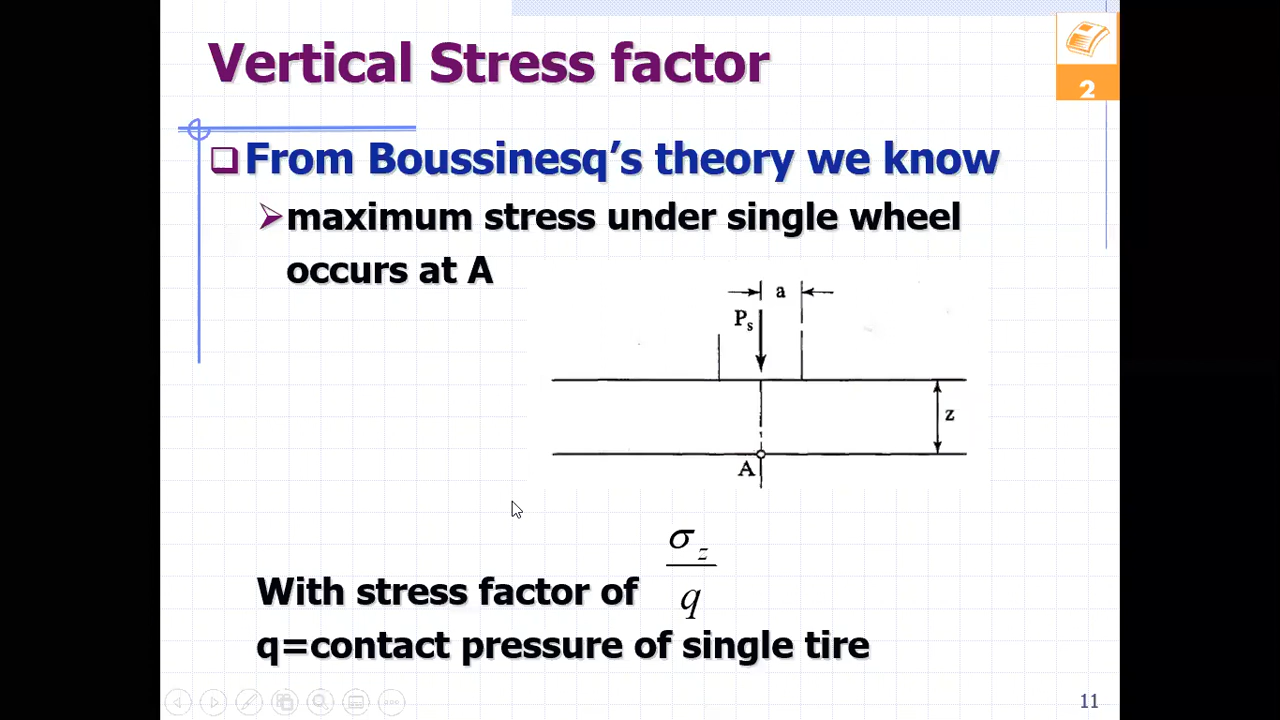 Vertical Stress factor
2
From Boussinesq’s theory we know
maximum stress under single wheel
occurs at A
a
Ps
z
A
σz
With stress factor of
q
q=contact pressure of single tire
11